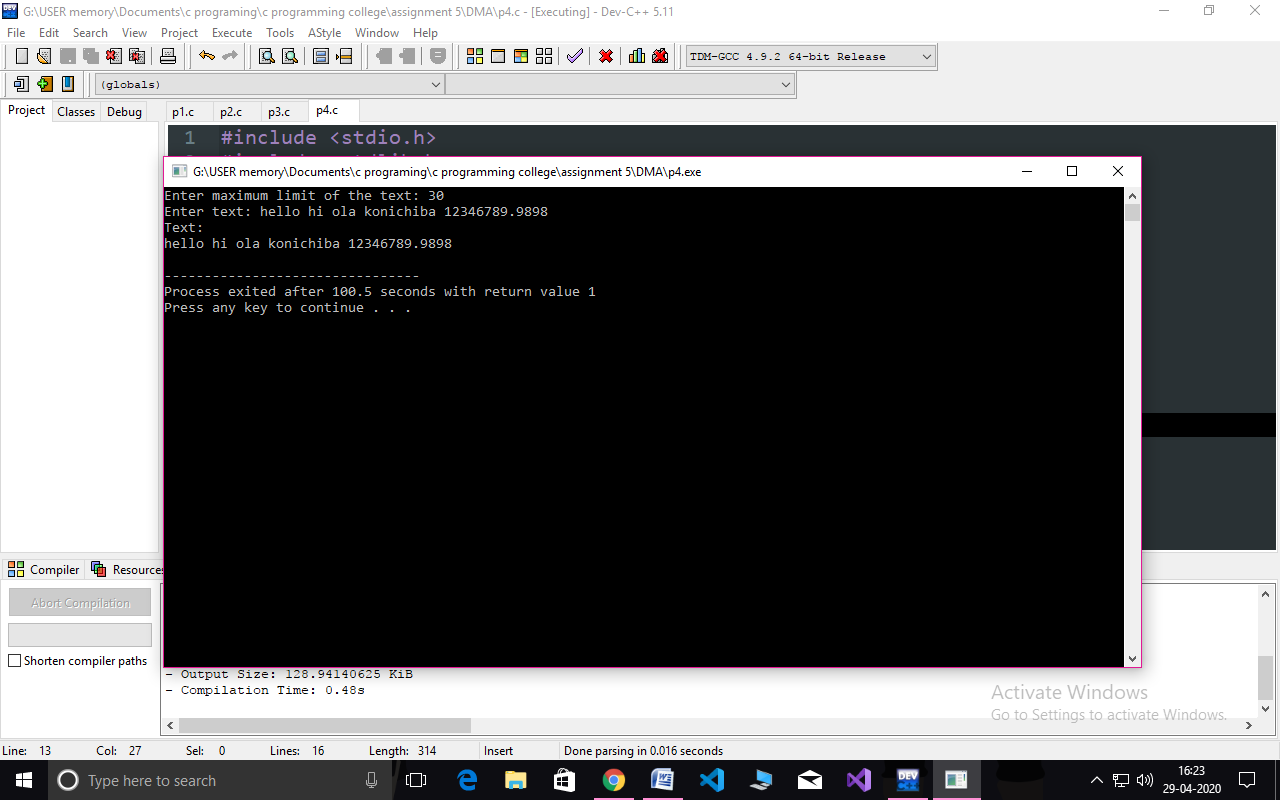 G:\USER memory\Documents\c programing\c programming college\assignment 5\DMA\p4.c - [Executing] - Dev-C++ 5.11
File Edit Search View Project Execute Tools AStyle Window Help
TDM-GCC 4.9.2 64-bit Release
(globals)
Project Classes Debug p1.c p2.c p3.c p4.c
1 #include <stdio.h>
G:\USER memory\Documents\c programing\c programming college\assignment 5\DMA\p4.exe
Enter maximum limit of the text: 30
Enter text: hello hi ola konichiba 12346789.9898
Text:
hello hi ola konichiba 12346789.9898
--------------------------------
Process exited after 100.5 seconds with return value 1
Press any key to continue . . .
Compiler Resources
Abort Compilation
Shorten compiler paths
- Output Size: 128.94140625 KiB
- Compilation Time: 0.48s
Activate Windows
Go to Settings to activate Windows.
Line: 13 Col: 27 Sel: 0 Lines: 16 Length: 314 Insert Done parsing in 0.016 seconds
Type here to search
DEV
16:23
29-04-2020